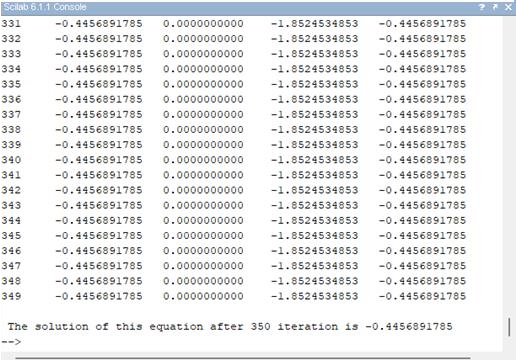 Scilab 6.1.1 Console
331 -0.4456891785 0.0000000000 -1.8524534853 -0.4456891785
332 -0.4456891785 0.0000000000 -1.8524534853 -0.4456891785
333 -0.4456891785 0.0000000000 -1.8524534853 -0.4456891785
334 -0.4456891785 0.0000000000 -1.8524534853 -0.4456891785
335 -0.4456891785 0.0000000000 -1.8524534853 -0.4456891785
336 -0.4456891785 0.0000000000 -1.8524534853 -0.4456891785
337 -0.4456891785 0.0000000000 -1.8524534853 -0.4456891785
338 -0.4456891785 0.0000000000 -1.8524534853 -0.4456891785
339 -0.4456891785 0.0000000000 -1.8524534853 -0.4456891785
340 -0.4456891785 0.0000000000 -1.8524534853 -0.4456891785
341 -0.4456891785 0.0000000000 -1.8524534853 -0.4456891785
342 -0.4456891785 0.0000000000 -1.8524534853 -0.4456891785
343 -0.4456891785 0.0000000000 -1.8524534853 -0.4456891785
344 -0.4456891785 0.0000000000 -1.8524534853 -0.4456891785
345 -0.4456891785 0.0000000000 -1.8524534853 -0.4456891785
346 -0.4456891785 0.0000000000 -1.8524534853 -0.4456891785
347 -0.4456891785 0.0000000000 -1.8524534853 -0.4456891785
348 -0.4456891785 0.0000000000 -1.8524534853 -0.4456891785
349 -0.4456891785 0.0000000000 -1.8524534853 -0.4456891785
The solution of this equation after 350 iteration is -0.4456891785
-->